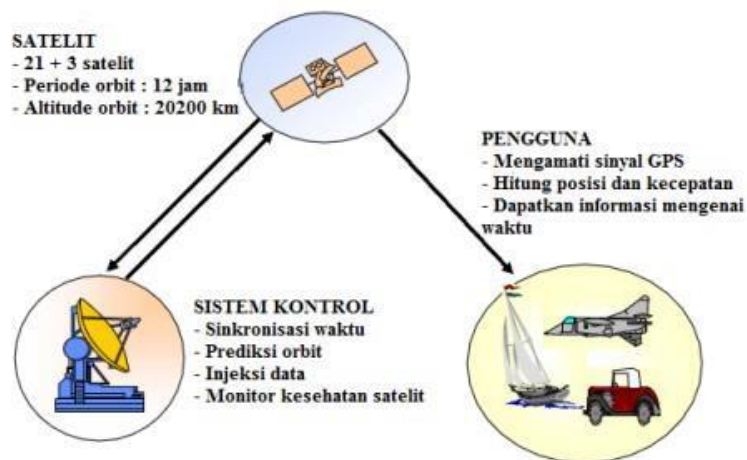 SATELIT
- 21 + 3 satelit
- Periode orbit : 12 jam
- Altitude orbit : 20200 km
PENGGUNA
- Mengamati sinyal GPS
- Hitung posisi dan kecepatan
- Dapatkan informasi mengenai
waktu
SISTEM KONTROL
- Sinkronisasi waktu
- Prediksi orbit
- Injeksi data
- Monitor kesehatan satelit